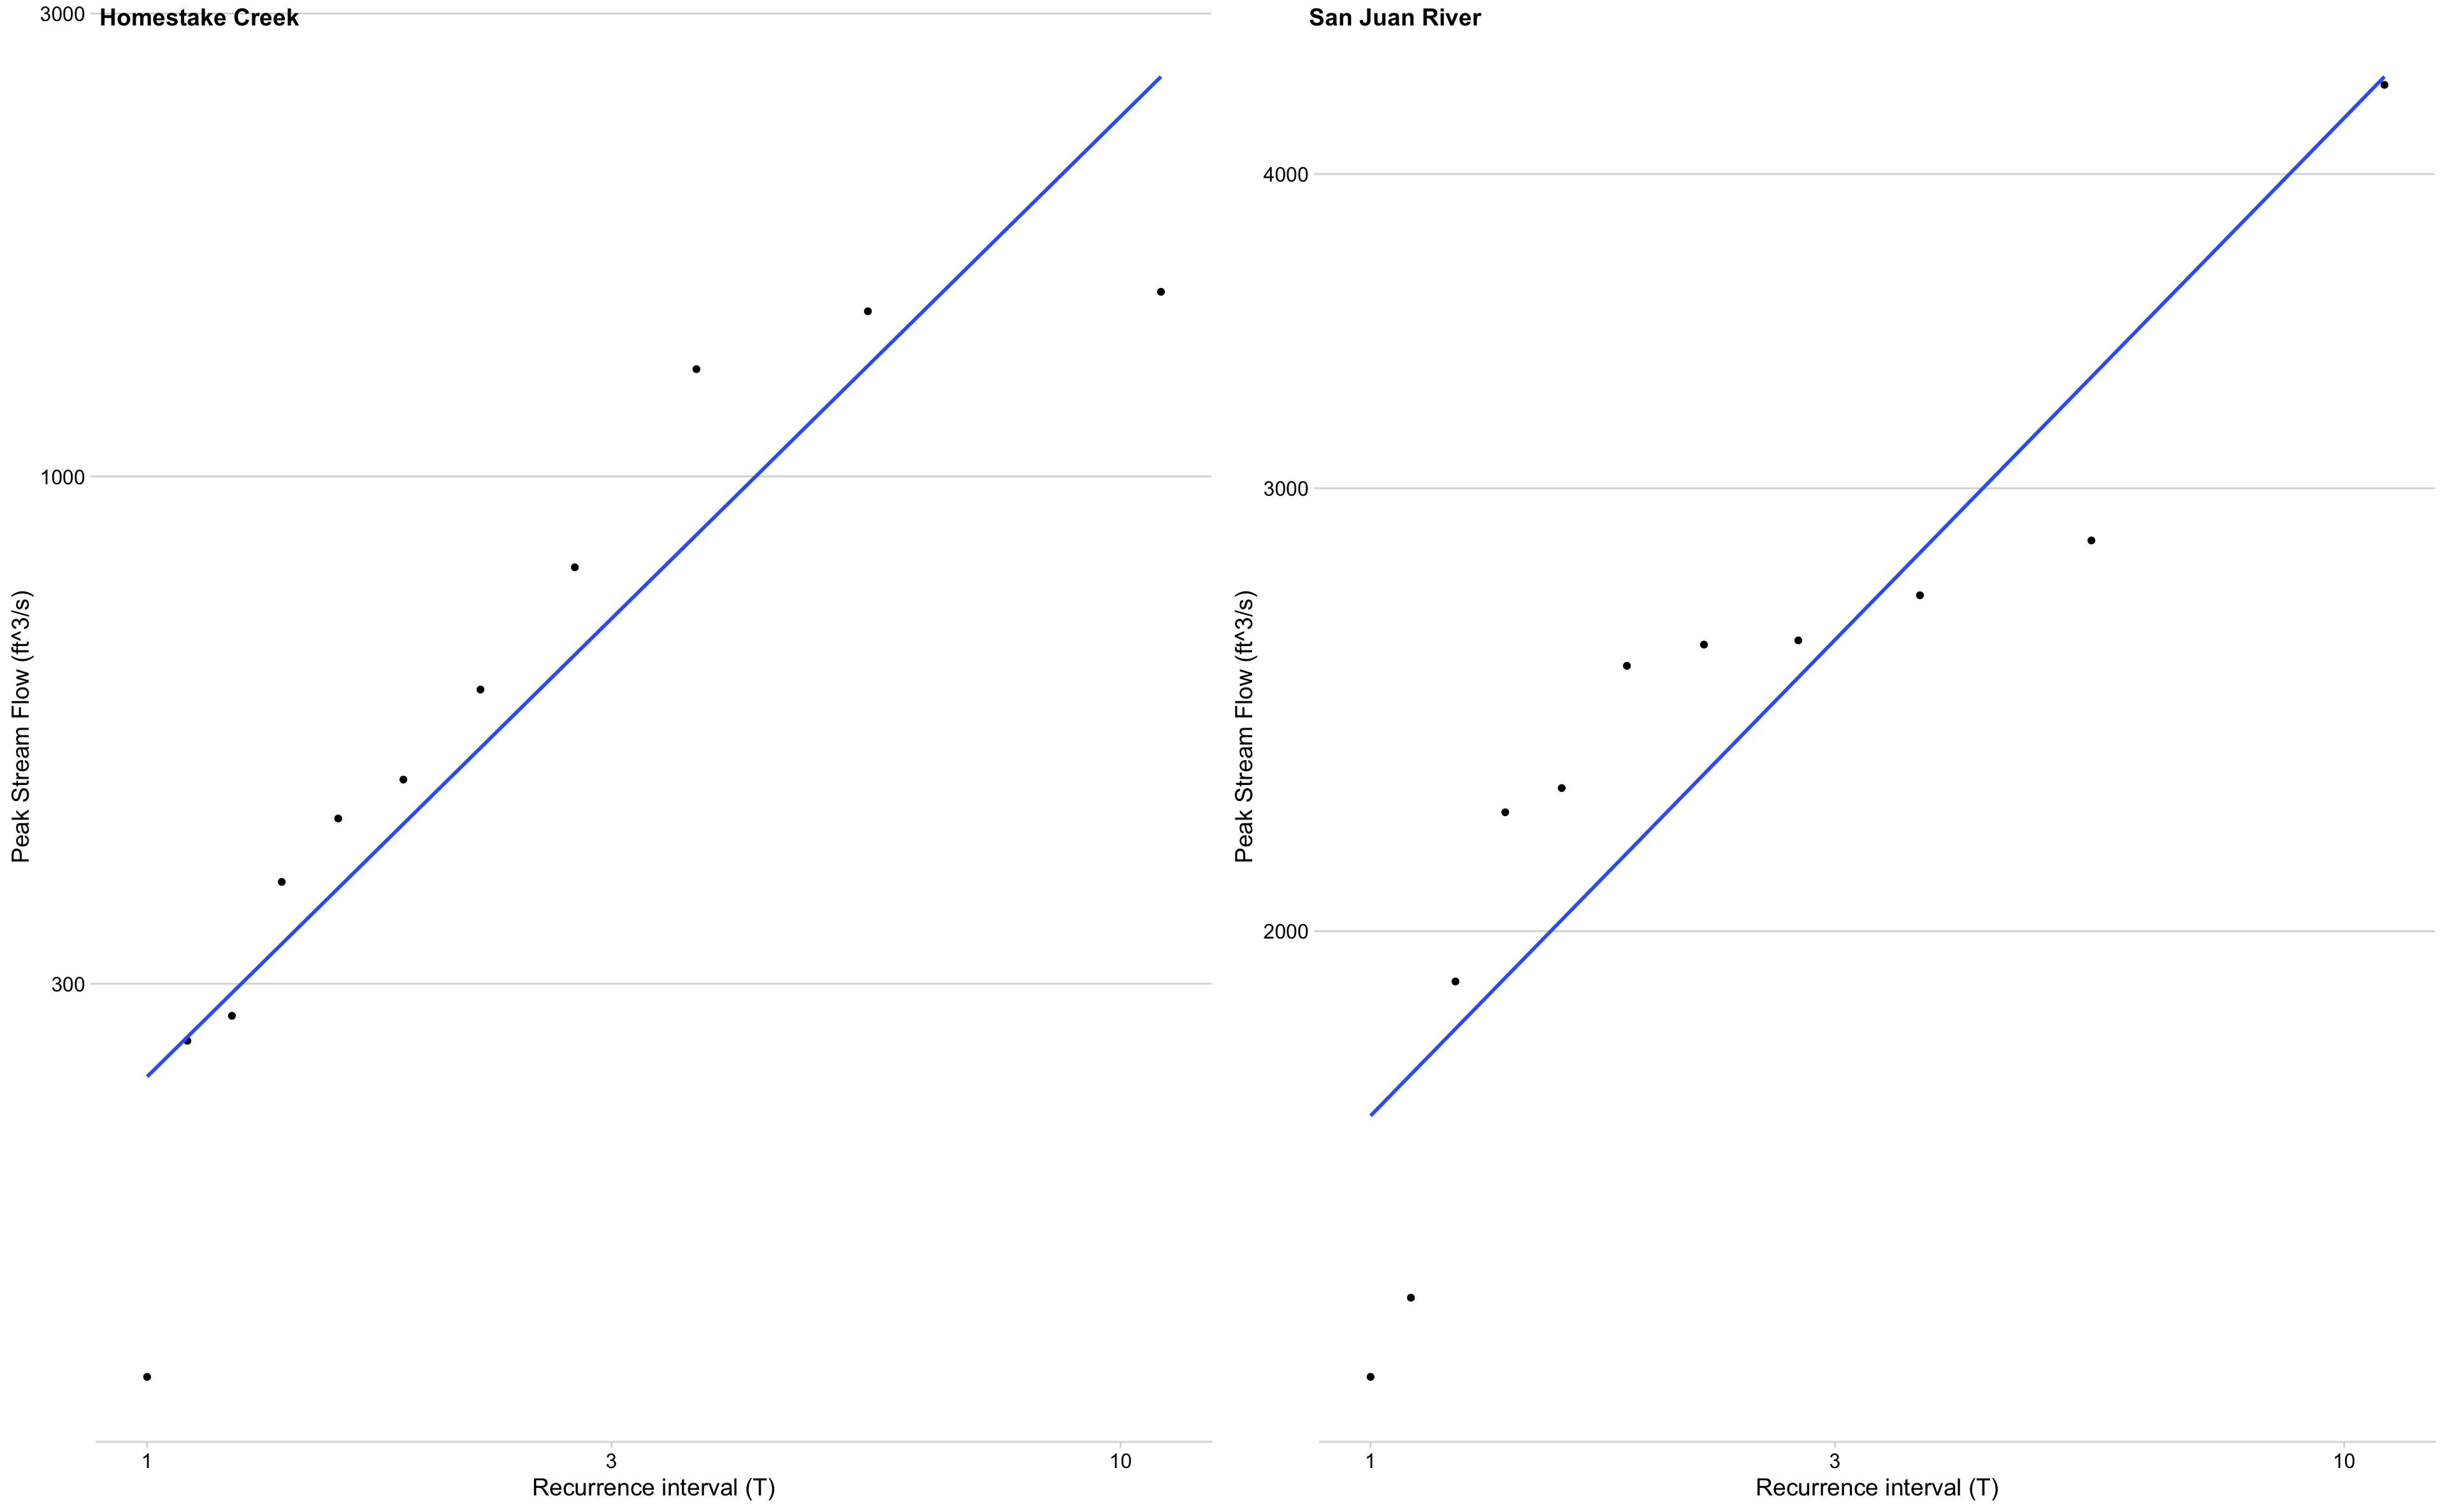 Homestake Creek
3000
1000
300
Peak Stream Flow (ft^3/s)
1 3 10
Recurrence interval (T)
San Juan River
4000
3000
2000
Peak Stream Flow (ft^3/s)
1 3 10
Recurrence interval (T)